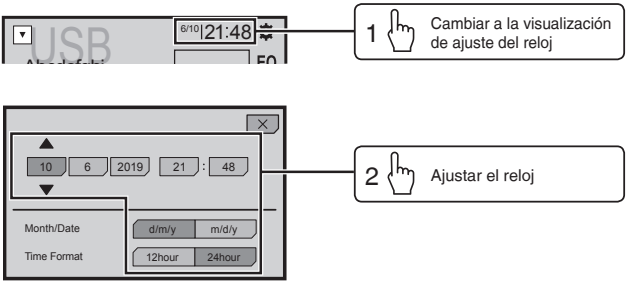 USB
6/10 21:48
1
Cambiar a la visualización
de ajuste del reloj
10 6 2019 21 : 48
Month/Date d/m/y m/d/y
Time Format 12hour 24hour
2 Ajustar el reloj